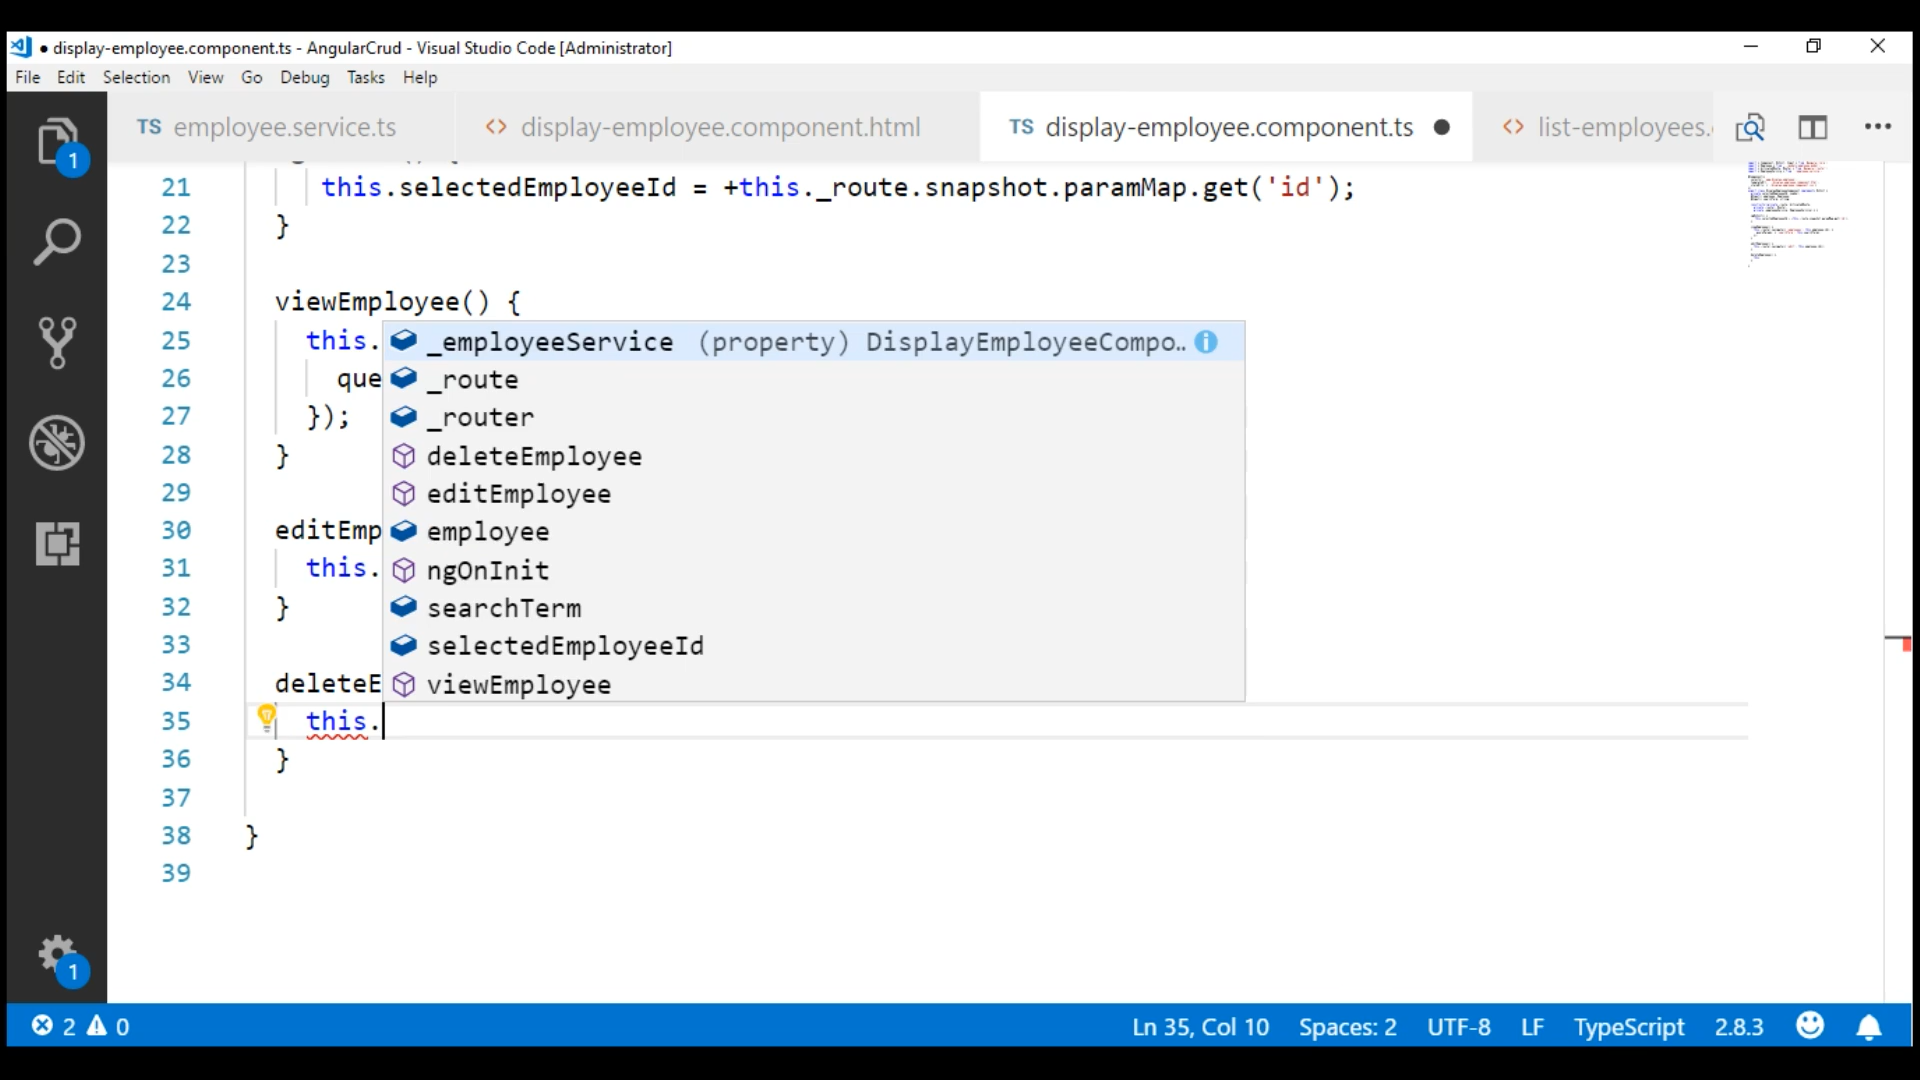 ● display-employee.component.ts - AngularCrud - Visual Studio Code [Administrator]
File Edit Selection View Go Debug Tasks Help
1
TS employee.service.ts
<> display-employee.component.html
TS display-employee.component.ts ●
<> list-employees.
21 this.selectedEmployeeId = +this._route.snapshot.paramMap.get('id');
22 }
23
24 viewEmployee() {
25 this.
26 que
27 });
28 }
29
30 editEmp
31 this.
32 }
33
34 deleteE
35 this.
36 }
37
38 }
39
_employeeService (property) DisplayEmployeeCompo..
_route
_router
deleteEmployee
editEmployee
employee
ngOnInit
searchTerm
selectedEmployeeId
viewEmployee
1
2 0 Ln 35, Col 10 Spaces: 2 UTF-8 LF TypeScript 2.8.3